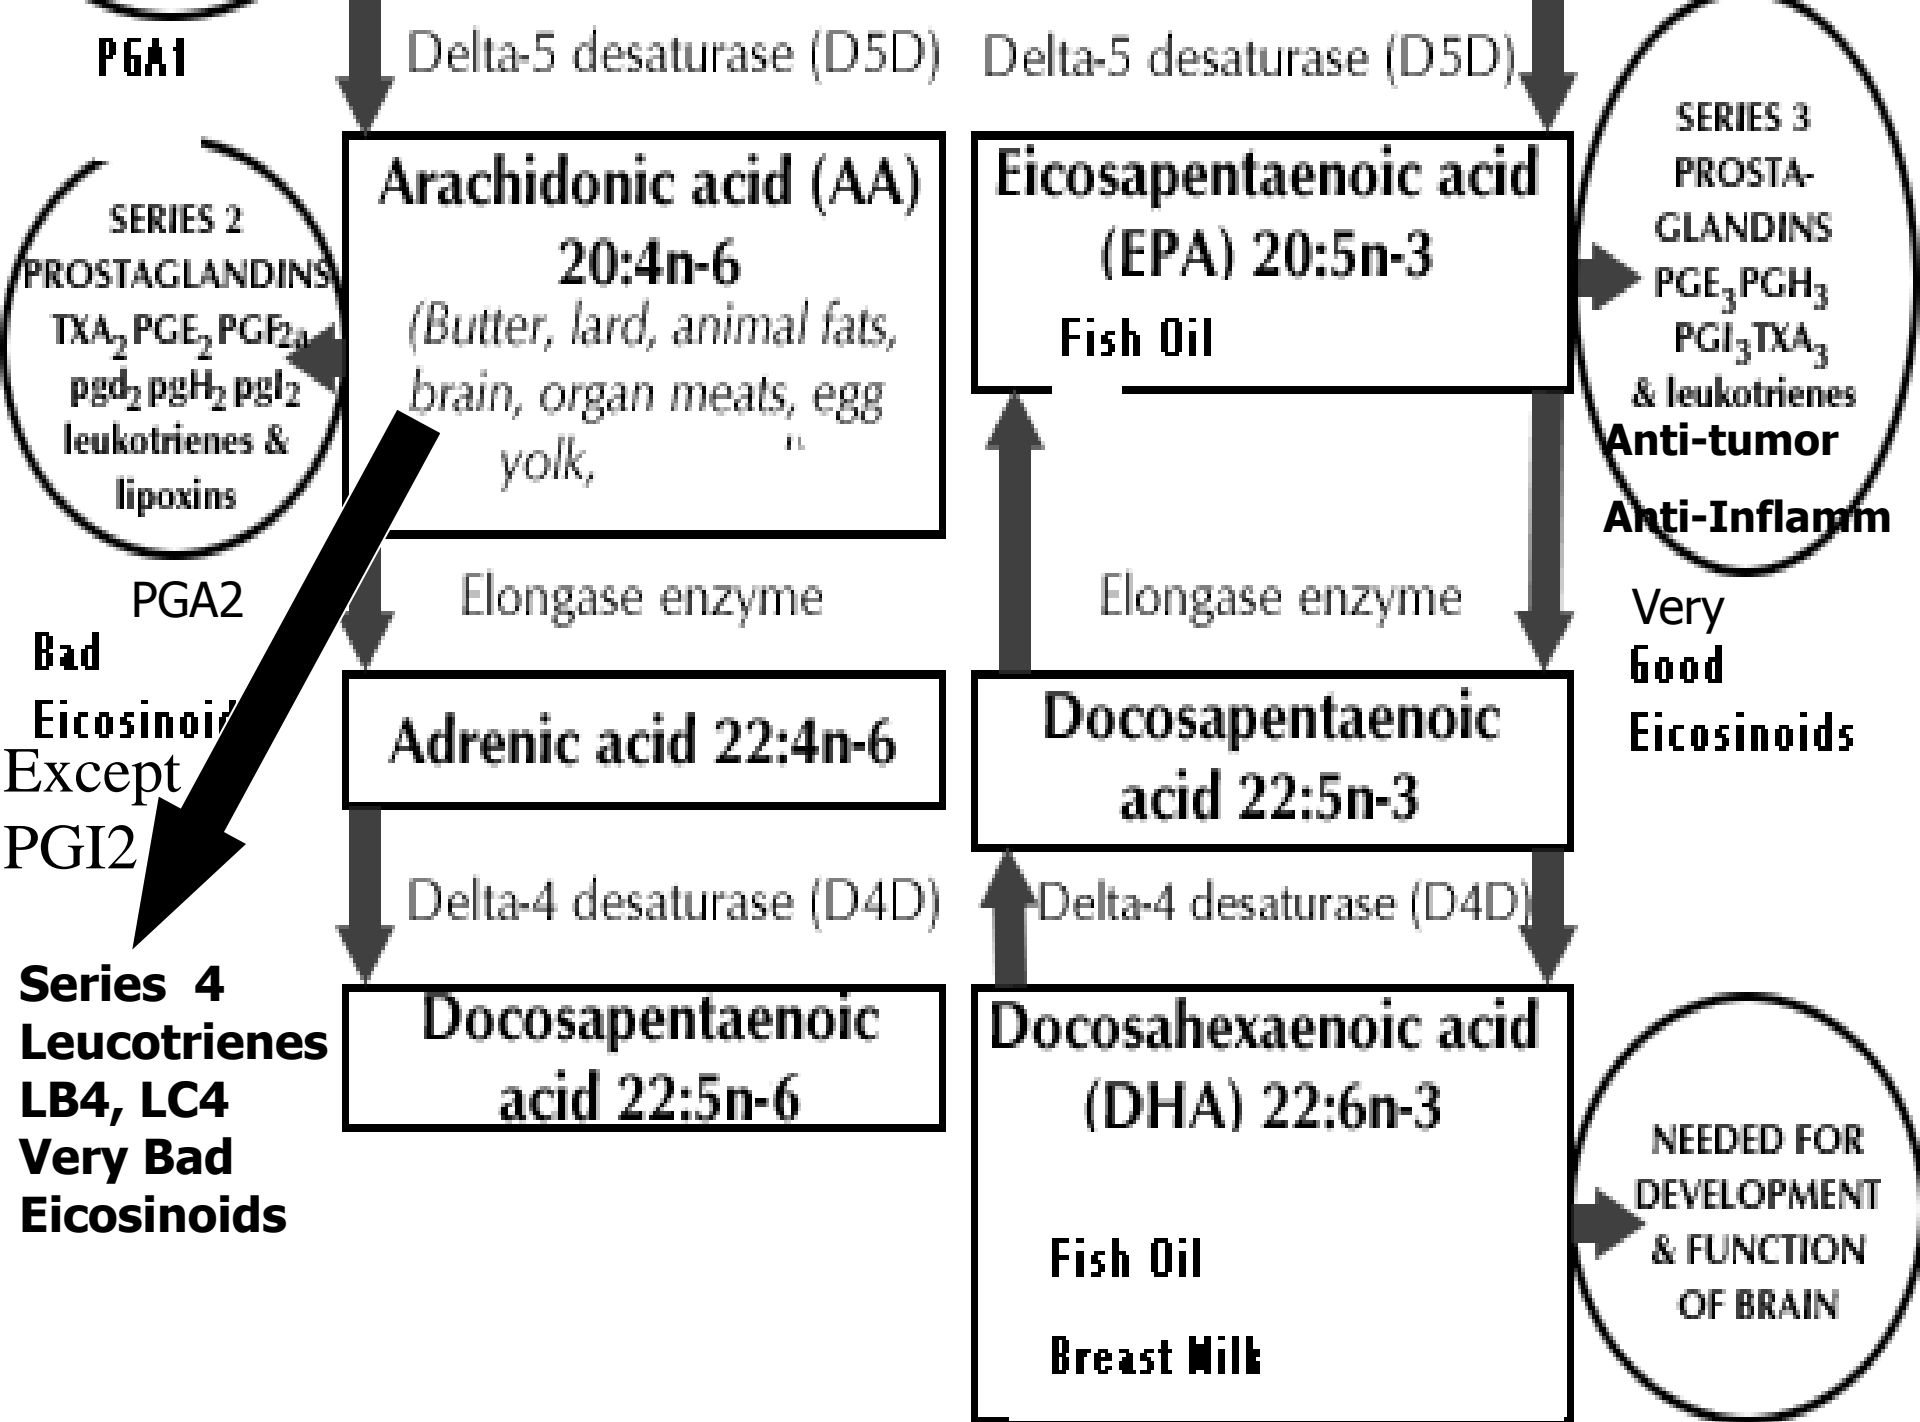 PGA1
Delta-5 desaturase (D5D)
Delta-5 desaturase (D5D)
SERIES 2
PROSTAGLANDINS
TXA2 PGE2 PGF2a
pgd2 pgH2 pgI2
leukotrienes &
lipoxins
PGA2
Bad
Eicosinoid
Except
PGI2
Series 4
Leucotrienes
LB4, LC4
Very Bad
Eicosinoids
Arachidonic acid (AA)
20:4n-6
(Butter, lard, animal fats,
brain, organ meats, egg
yolk,
Elongase enzyme
Adrenic acid 22:4n-6
Delta-4 desaturase (D4D)
Docosapentaenoic
acid 22:5n-6
Eicosapentaenoic acid
(EPA) 20:5n-3
Fish Oil
Elongase enzyme
Docosapentaenoic
acid 22:5n-3
Delta-4 desaturase (D4D)
Docosahexaenoic acid
(DHA) 22:6n-3
Fish Oil
Breast Milk
SERIES 3
PROSTA-
GLANDINS
PGE3PGH3
PGI3TXA3
& leukotrienes
Anti-tumor
Anti-Inflamm
Very
Good
Eicosinoids
NEEDED FOR
DEVELOPMENT
& FUNCTION
OF BRAIN